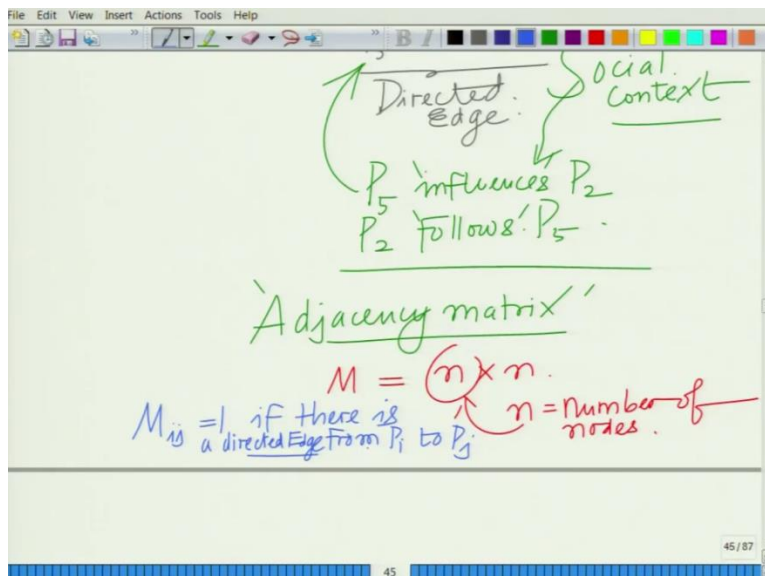 File Edit View Insert Actions Tools Help
B I
Directed
Edge.
Social
context
P5 'influences' P2
P2 'Follows' P5.
'Adjacency matrix'
M = (n) × n.
n = number of
nodes.
Mij = 1 if there is
a directed Edge From Pi to Pj
45/87
45